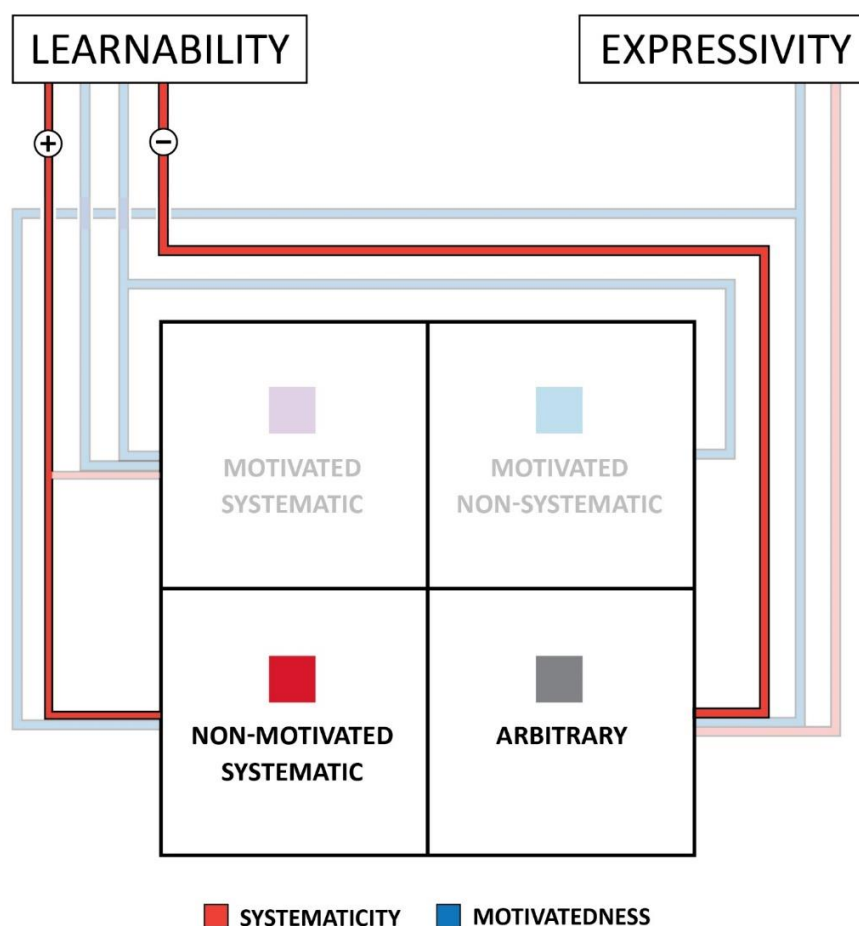 LEARNABILITY
EXPRESSIVITY
+
−
MOTIVATED
SYSTEMATIC
MOTIVATED
NON-SYSTEMATIC
NON-MOTIVATED
SYSTEMATIC
ARBITRARY
SYSTEMATICITY
MOTIVATEDNESS